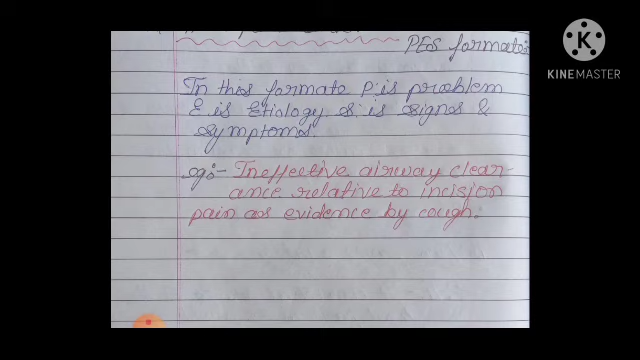 PES formate:
In this formate P is problem
E is Etiology S: is signs &
symptoms.
eg:- Ineffective airway clear-
ance relative to incision
pain as evidence by cough.
KINEMASTER